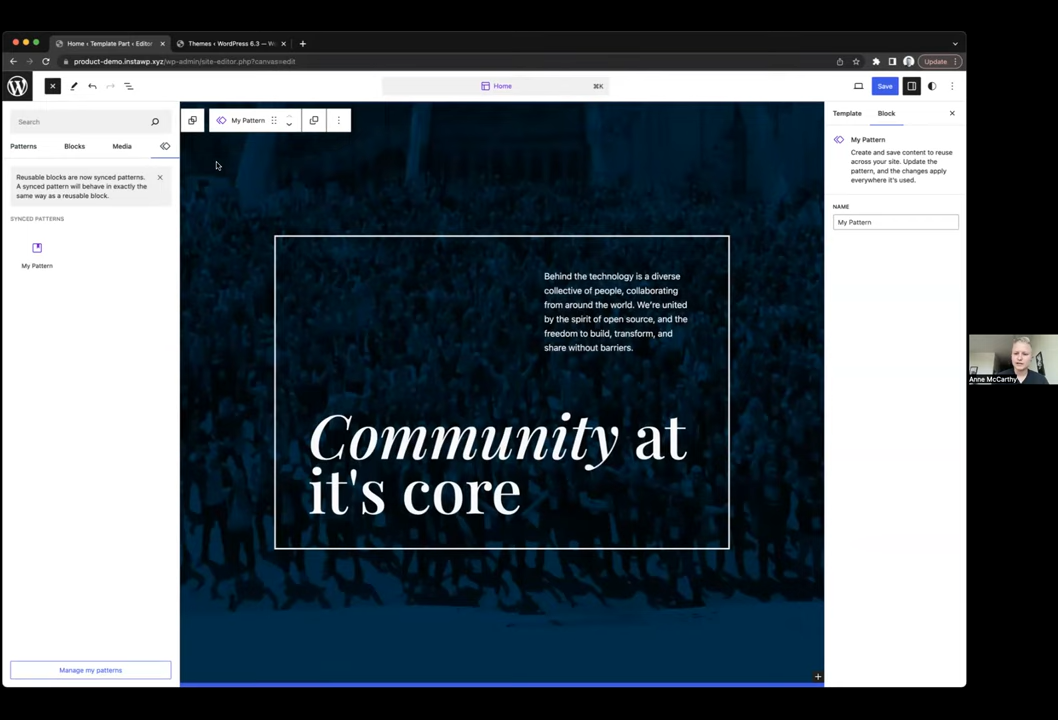 Home ‹ Template Part ‹ Editor
Themes ‹ WordPress 6.3 — W
product-demo.instawp.xyz/wp-admin/site-editor.php?canvas=edit
Update
Home
⌘K
Save
Search
Patterns
Blocks
Media
Reusable blocks are now synced patterns.
A synced pattern will behave in exactly the
same way as a reusable block.
SYNCED PATTERNS
My Pattern
Manage my patterns
My Pattern
Behind the technology is a diverse
collective of people, collaborating
from around the world. We're united
by the spirit of open source, and the
freedom to build, transform, and
share without barriers.
Community at
it's core
Template
Block
My Pattern
Create and save content to reuse
across your site. Update the
pattern, and the changes apply
everywhere it's used.
NAME
My Pattern
Anne McCarthy